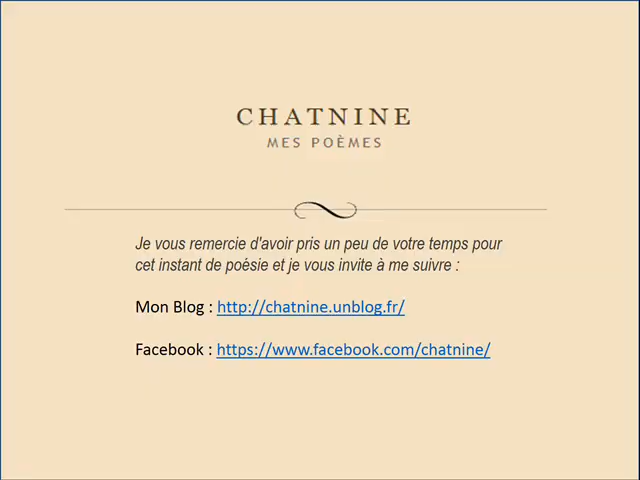 CHATNINE
MES POÈMES
Je vous remercie d'avoir pris un peu de votre temps pour
cet instant de poésie et je vous invite à me suivre :
Mon Blog : http://chatnine.unblog.fr/
Facebook : https://www.facebook.com/chatnine/